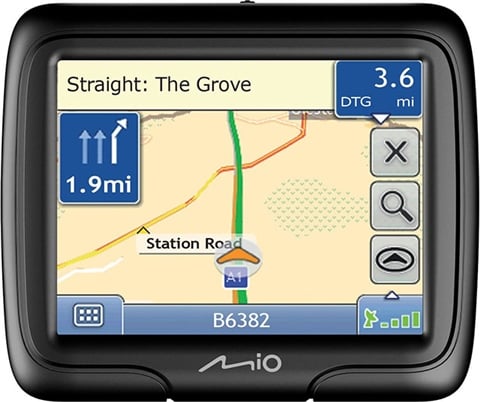 Straight: The Grove
3.6
DTG mi
1.9mi
Station Road
A1
B6382
Mio